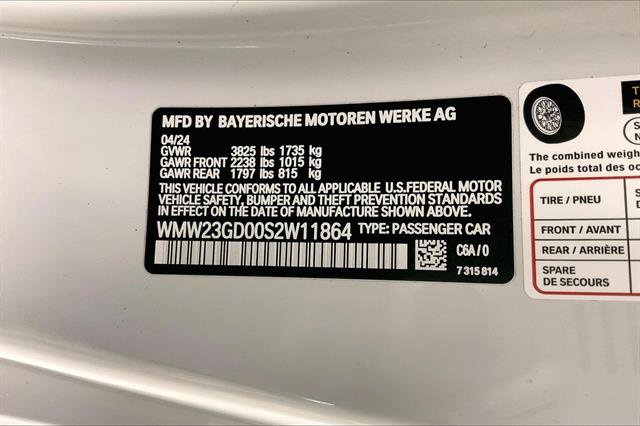 MFD BY BAYERISCHE MOTOREN WERKE AG
04/24
GVWR 3825 lbs 1735 kg
GAWR FRONT 2238 lbs 1015 kg
GAWR REAR 1797 lbs 815 kg
THIS VEHICLE CONFORMS TO ALL APPLICABLE U.S.FEDERAL MOTOR
VEHICLE SAFETY, BUMPER AND THEFT PREVENTION STANDARDS
IN EFFECT ON THE DATE OF MANUFACTURE SHOWN ABOVE.
WMW23GD00S2W11864 TYPE: PASSENGER CAR
C6A / 0
7 315 814
The combined weigh
Le poids total des oc
TIRE / PNEU
FRONT / AVANT
REAR / ARRIÈRE
SPARE
DE SECOURS